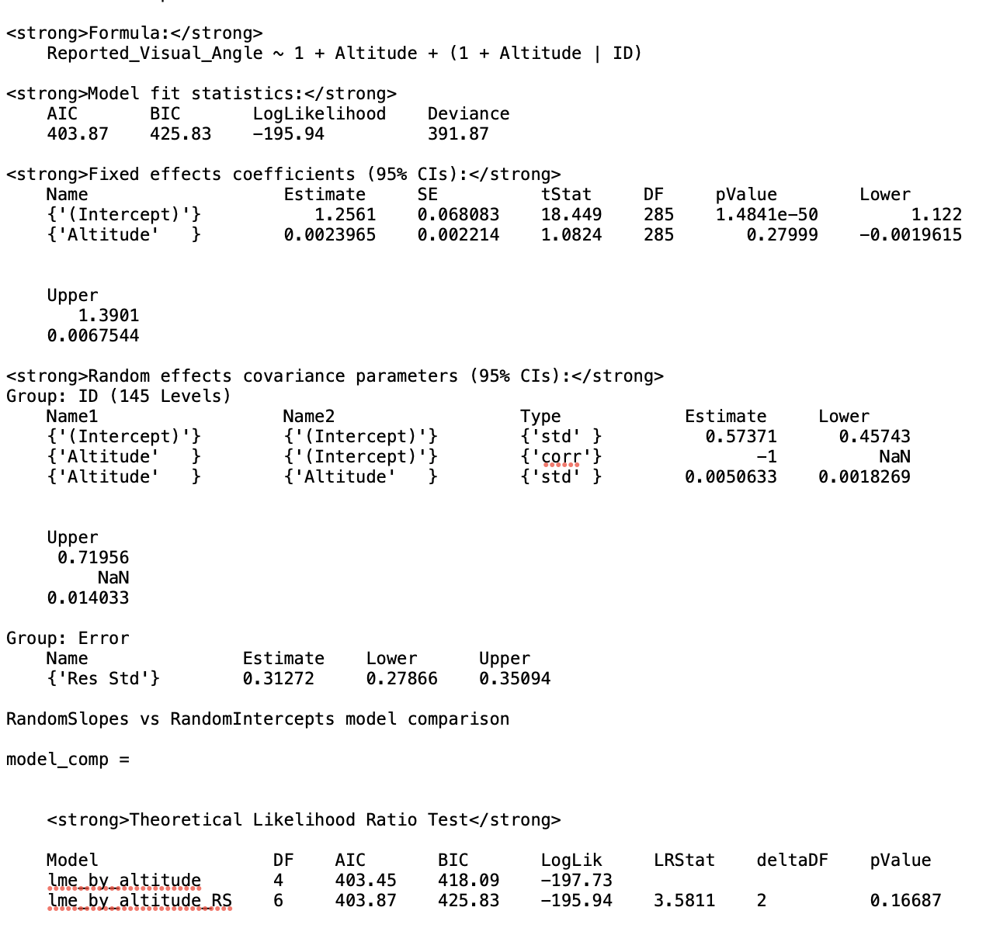 <strong>Formula:</strong>
Reported_Visual_Angle ~ 1 + Altitude + (1 + Altitude | ID)
<strong>Model fit statistics:</strong>
AIC BIC LogLikelihood Deviance
403.87 425.83 -195.94 391.87
<strong>Fixed effects coefficients (95% CIs):</strong>
Name Estimate SE tStat DF pValue Lower
{'(Intercept)'} 1.2561 0.068083 18.449 285 1.4841e-50 1.122
{'Altitude' } 0.0023965 0.002214 1.0824 285 0.27999 -0.0019615
Upper
1.3901
0.0067544
<strong>Random effects covariance parameters (95% CIs):</strong>
Group: ID (145 Levels)
Name1 Name2 Type Estimate Lower
{'(Intercept)'} {'(Intercept)'} {'std' } 0.57371 0.45743
{'Altitude' } {'(Intercept)'} {'corr'} -1 NaN
{'Altitude' } {'Altitude' } {'std' } 0.0050633 0.0018269
Upper
0.71956
NaN
0.014033
Group: Error
Name Estimate Lower Upper
{'Res Std'} 0.31272 0.27866 0.35094
RandomSlopes vs RandomIntercepts model comparison
model_comp =
<strong>Theoretical Likelihood Ratio Test</strong>
Model DF AIC BIC LogLik LRStat deltaDF pValue
lme_by_altitude 4 403.45 418.09 -197.73
lme_by_altitude_RS 6 403.87 425.83 -195.94 3.5811 2 0.16687